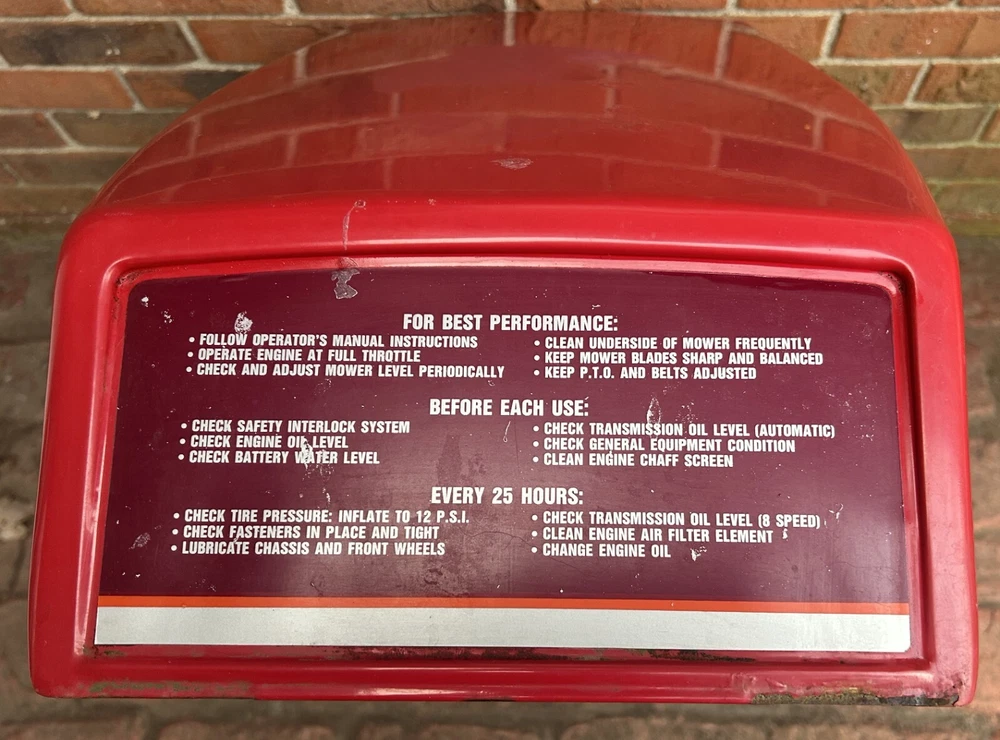 FOR BEST PERFORMANCE:
• FOLLOW OPERATOR'S MANUAL INSTRUCTIONS
• OPERATE ENGINE AT FULL THROTTLE
• CHECK AND ADJUST MOWER LEVEL PERIODICALLY
• CLEAN UNDERSIDE OF MOWER FREQUENTLY
• KEEP MOWER BLADES SHARP AND BALANCED
• KEEP P.T.O. AND BELTS ADJUSTED
BEFORE EACH USE:
• CHECK SAFETY INTERLOCK SYSTEM
• CHECK ENGINE OIL LEVEL
• CHECK BATTERY WATER LEVEL
• CHECK TRANSMISSION OIL LEVEL (AUTOMATIC)
• CHECK GENERAL EQUIPMENT CONDITION
• CLEAN ENGINE CHAFF SCREEN
EVERY 25 HOURS:
• CHECK TIRE PRESSURE: INFLATE TO 12 P.S.I.
• CHECK FASTENERS IN PLACE AND TIGHT
• LUBRICATE CHASSIS AND FRONT WHEELS
• CHECK TRANSMISSION OIL LEVEL (8 SPEED)
• CLEAN ENGINE AIR FILTER ELEMENT
• CHANGE ENGINE OIL